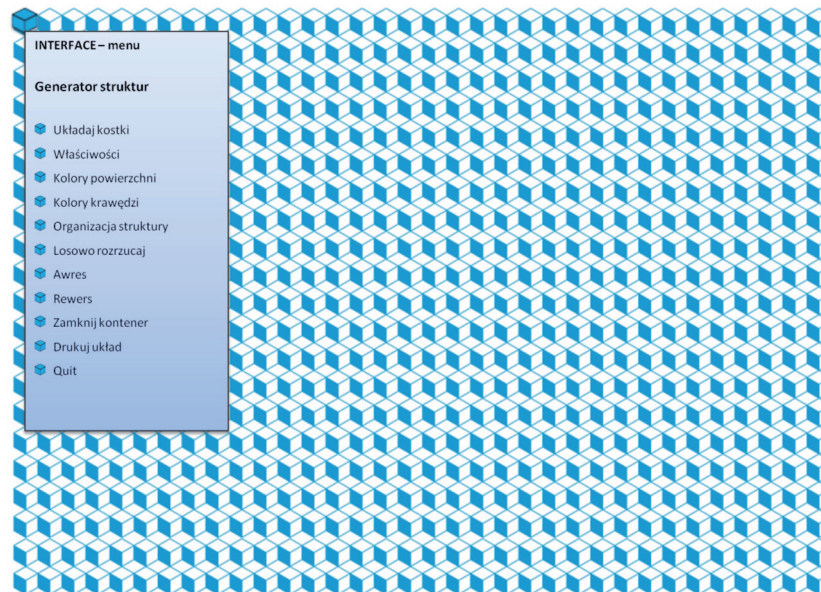 INTERFACE – menu
Generator struktur
Układaj kostki
Właściwości
Kolory powierzchni
Kolory krawędzi
Organizacja struktury
Losowo rozrzucaj
Awres
Rewers
Zamknij kontener
Drukuj układ
Quit